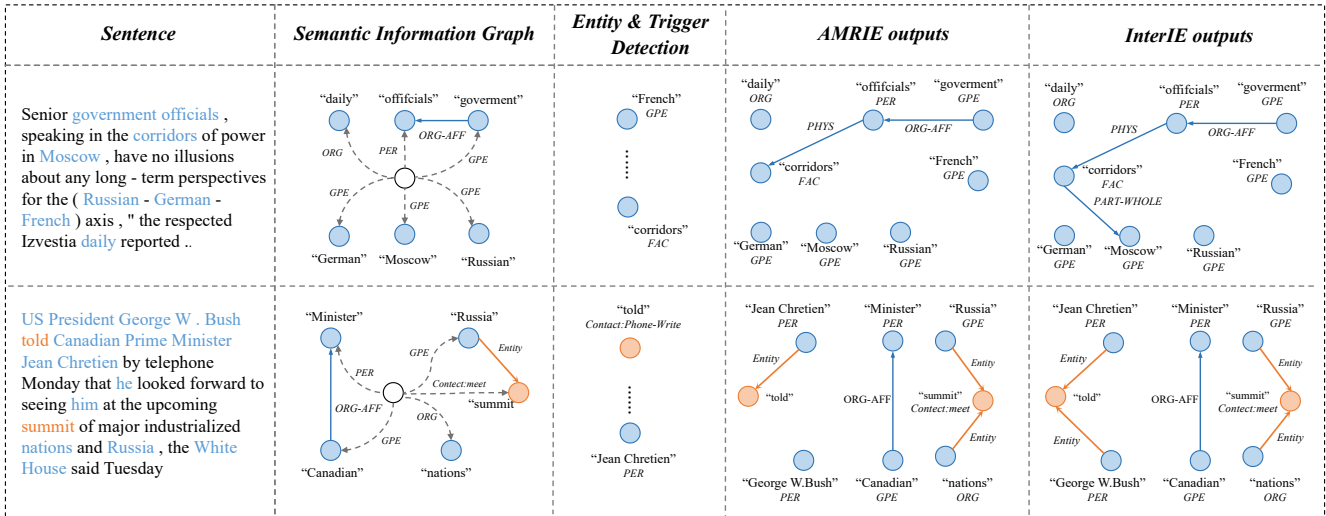 Sentence
Semantic Information Graph
Entity & Trigger
Detection
AMRIE outputs
InterIE outputs
Senior government officials ,
speaking in the corridors of power
in Moscow , have no illusions
about any long - term perspectives
for the ( Russian - German -
French ) axis , " the respected
Izvestia daily reported ..
“daily” “offifcials” “goverment”
ORG-AFF
ORG PER GPE
GPE GPE GPE
“German” “Moscow” “Russian”
“French”
GPE
......
“corridors”
FAC
“daily”
ORG
“offifcials”
PER
“goverment”
GPE
PHYS
ORG-AFF
“corridors”
FAC
“French”
GPE
“German”
GPE
“Moscow”
GPE
“Russian”
GPE
“daily”
ORG
“offifcials”
PER
“goverment”
GPE
PHYS
ORG-AFF
“corridors”
FAC
“French”
GPE
PART-WHOLE
“German”
GPE
“Moscow”
GPE
“Russian”
GPE
US President George W . Bush
told Canadian Prime Minister
Jean Chretien by telephone
Monday that he looked forward to
seeing him at the upcoming
summit of major industrialized
nations and Russia , the White
House said Tuesday
“Minister” “Russia”
GPE
Entity
PER
Contect:meet
“summit”
ORG-AFF
ORG
GPE
“Canadian” “nations”
“told”
Contact:Phone-Write
......
“Jean Chretien”
PER
“Jean Chretien”
PER
“Minister”
PER
“Russia”
GPE
Entity
Entity
“told”
ORG-AFF
“summit”
Contect:meet
Entity
“George W.Bush”
PER
“Canadian”
GPE
“nations”
ORG
“Jean Chretien”
PER
“Minister”
PER
“Russia”
GPE
Entity
Entity
“told”
ORG-AFF
“summit”
Contect:meet
Entity
Entity
“George W.Bush”
PER
“Canadian”
GPE
“nations”
ORG